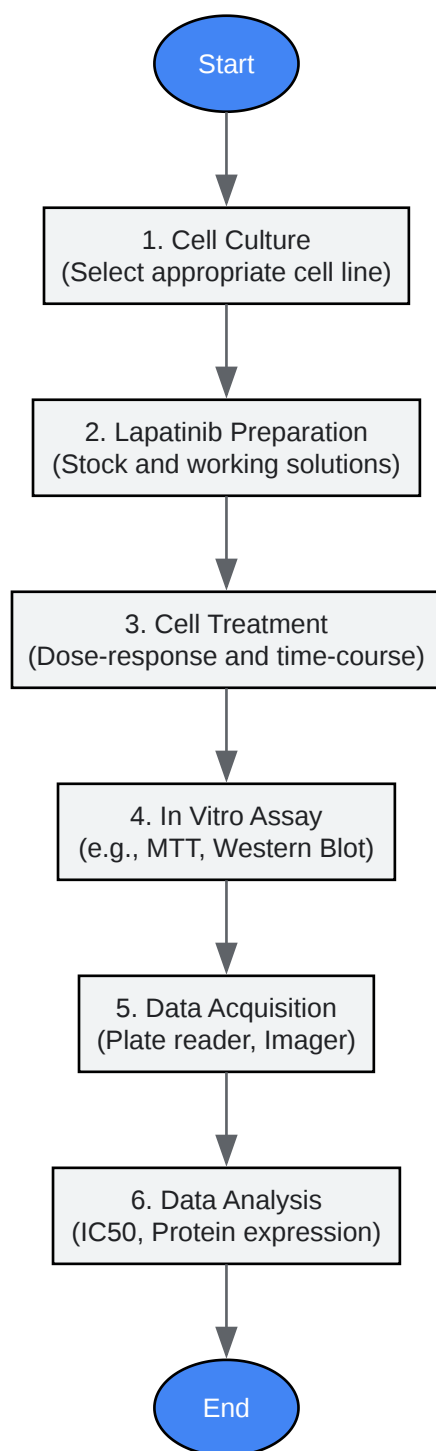 Start
1. Cell Culture
(Select appropriate cell line)
2. Lapatinib Preparation
(Stock and working solutions)
3. Cell Treatment
(Dose-response and time-course)
4. In Vitro Assay
(e.g., MTT, Western Blot)
5. Data Acquisition
(Plate reader, Imager)
6. Data Analysis
(IC50, Protein expression)
End